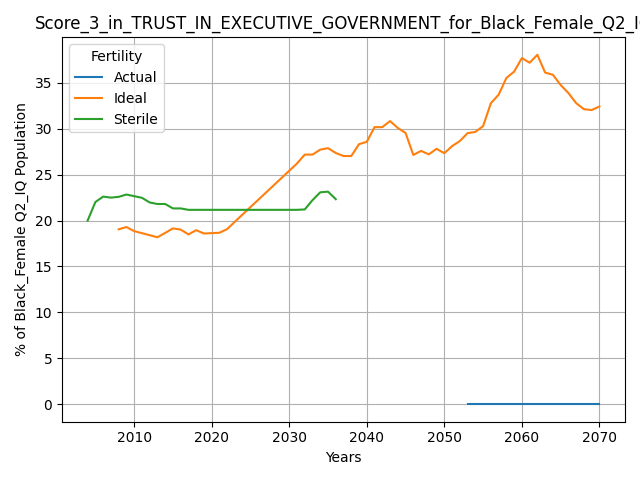 Score_3_in_TRUST_IN_EXECUTIVE_GOVERNMENT_for_Black_Female_Q2_I
Fertility
Actual
Ideal
Sterile
% of Black_Female Q2_IQ Population
35
30
25
20
15
10
5
0
2010 2020 2030 2040 2050 2060 2070
Years